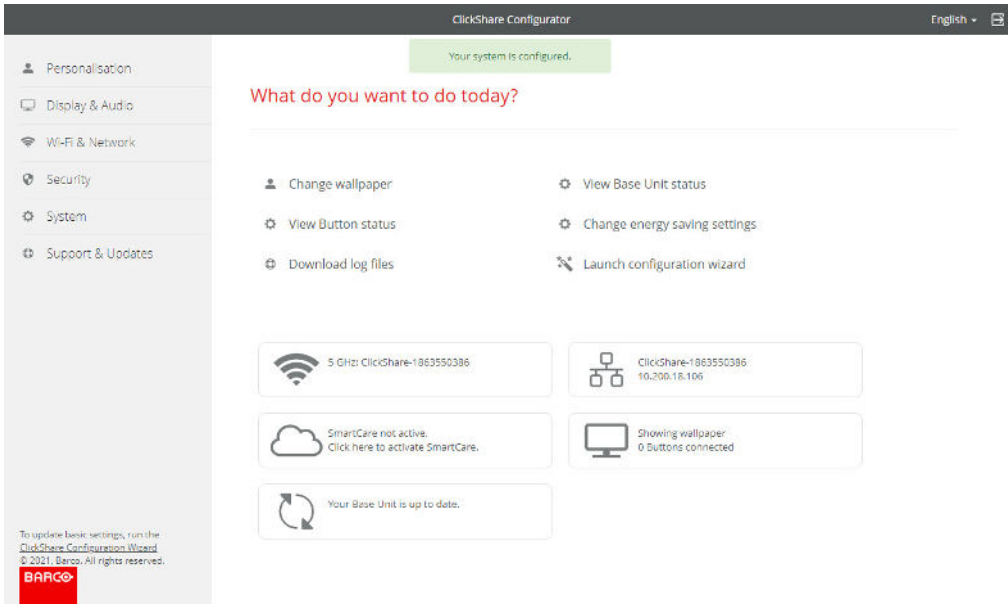 ClickShare Configurator
English
Your system is configured.
Personalisation
Display & Audio
Wi-Fi & Network
Security
System
Support & Updates
What do you want to do today?
Change wallpaper
View Base Unit status
View Button status
Change energy saving settings
Download log files
Launch configuration wizard
5 GHz: ClickShare-1863550386
ClickShare-1863550386
10.200.18.106
SmartCare not active.
Click here to activate SmartCare.
Showing wallpaper
0 Buttons connected
Your Base Unit is up to date.
To update basic settings, run the
ClickShare Configuration Wizard
© 2021, Barco. All rights reserved.
BARCO